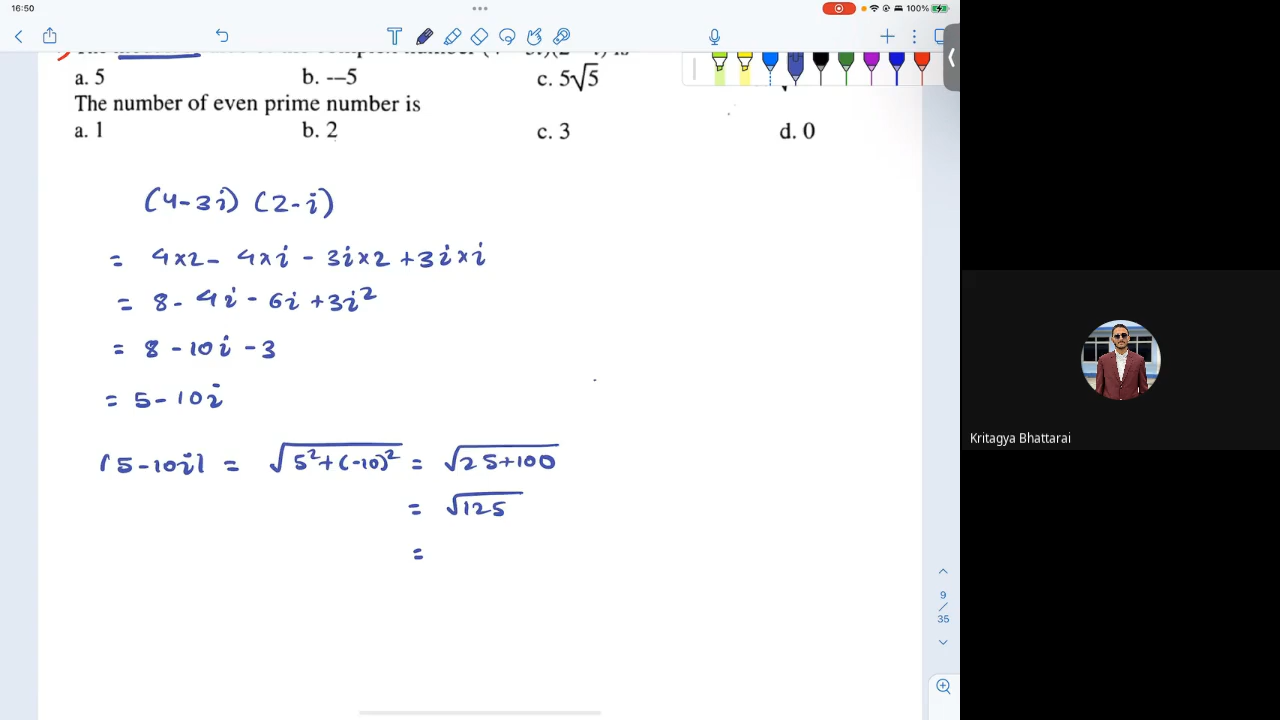 16:50
100%
a. 5 b. -–5 c. 5√5
The number of even prime number is
a. 1 b. 2 c. 3 d. 0
(4-3i) (2-i)
= 4×2 - 4×i - 3i×2 +3i×i
= 8 - 4i - 6i +3i²
= 8 - 10i - 3
= 5 - 10i
|5-10i| = √5²+(-10)² = √25+100
= √125
=
9
/
35
Kritagya Bhattarai